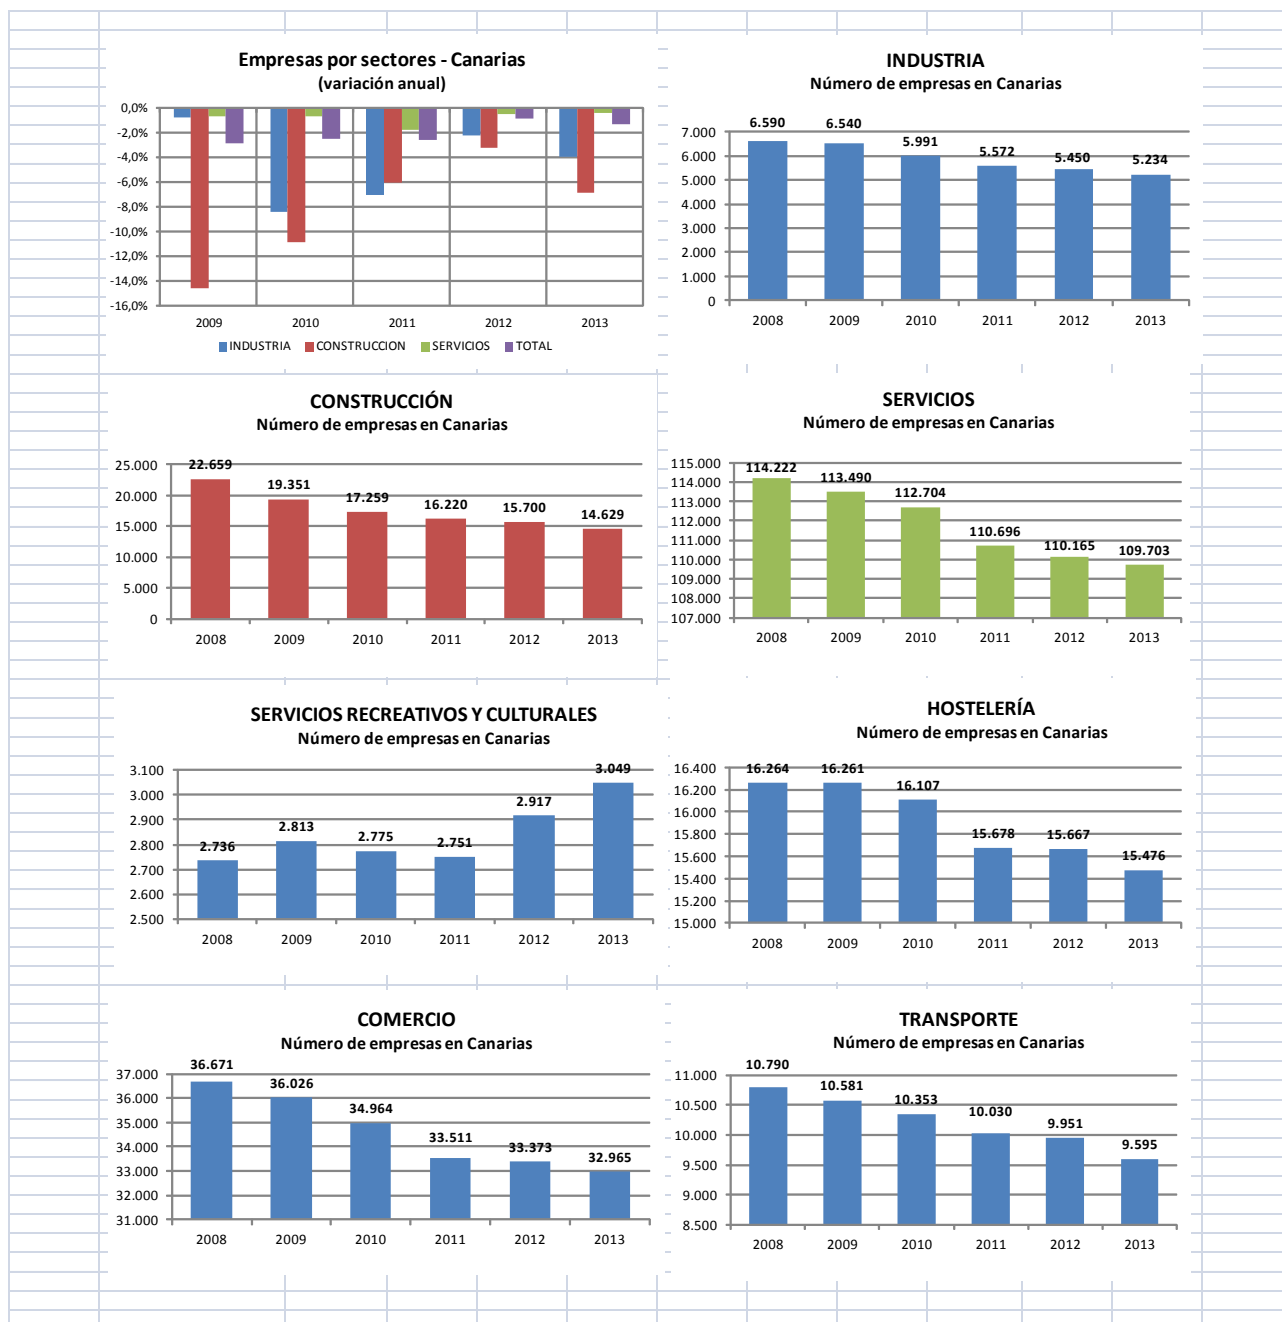 Empresas por sectores - Canarias
(variación anual)
0,0%
-2,0%
-4,0%
-6,0%
-8,0%
-10,0%
-12,0%
-14,0%
-16,0%
2009 2010 2011 2012 2013
INDUSTRIA CONSTRUCCION SERVICIOS TOTAL
INDUSTRIA
Número de empresas en Canarias
6.590 6.540 5.991 5.572 5.450 5.234
7.000
6.000
5.000
4.000
3.000
2.000
1.000
0
2008 2009 2010 2011 2012 2013
CONSTRUCCIÓN
Número de empresas en Canarias
22.659 19.351 17.259 16.220 15.700 14.629
25.000
20.000
15.000
10.000
5.000
0
2008 2009 2010 2011 2012 2013
SERVICIOS
Número de empresas en Canarias
114.222 113.490 112.704 110.696 110.165 109.703
115.000
114.000
113.000
112.000
111.000
110.000
109.000
108.000
107.000
2008 2009 2010 2011 2012 2013
SERVICIOS RECREATIVOS Y CULTURALES
Número de empresas en Canarias
2.736 2.813 2.775 2.751 2.917 3.049
3.100
3.000
2.900
2.800
2.700
2.600
2.500
2008 2009 2010 2011 2012 2013
HOSTELERÍA
Número de empresas en Canarias
16.264 16.261 16.107 15.678 15.667 15.476
16.400
16.200
16.000
15.800
15.600
15.400
15.200
15.000
2008 2009 2010 2011 2012 2013
COMERCIO
Número de empresas en Canarias
36.671 36.026 34.964 33.511 33.373 32.965
37.000
36.000
35.000
34.000
33.000
32.000
31.000
2008 2009 2010 2011 2012 2013
TRANSPORTE
Número de empresas en Canarias
10.790 10.581 10.353 10.030 9.951 9.595
11.000
10.500
10.000
9.500
9.000
8.500
2008 2009 2010 2011 2012 2013